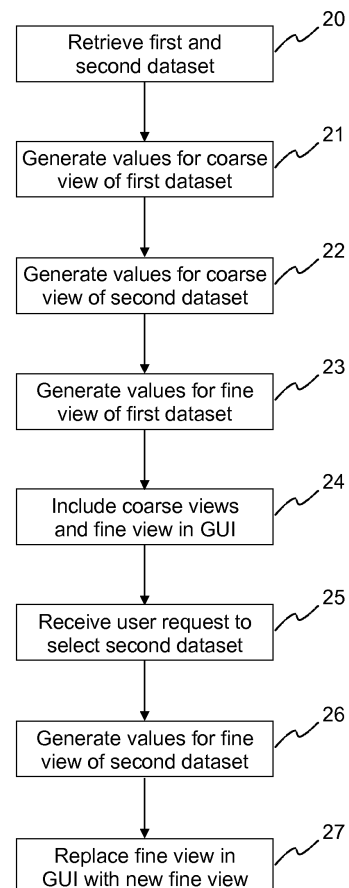 20
Retrieve first and
second dataset
21
Generate values for coarse
view of first dataset
22
Generate values for coarse
view of second dataset
23
Generate values for fine
view of first dataset
24
Include coarse views
and fine view in GUI
25
Receive user request to
select second dataset
26
Generate values for fine
view of second dataset
27
Replace fine view in
GUI with new fine view